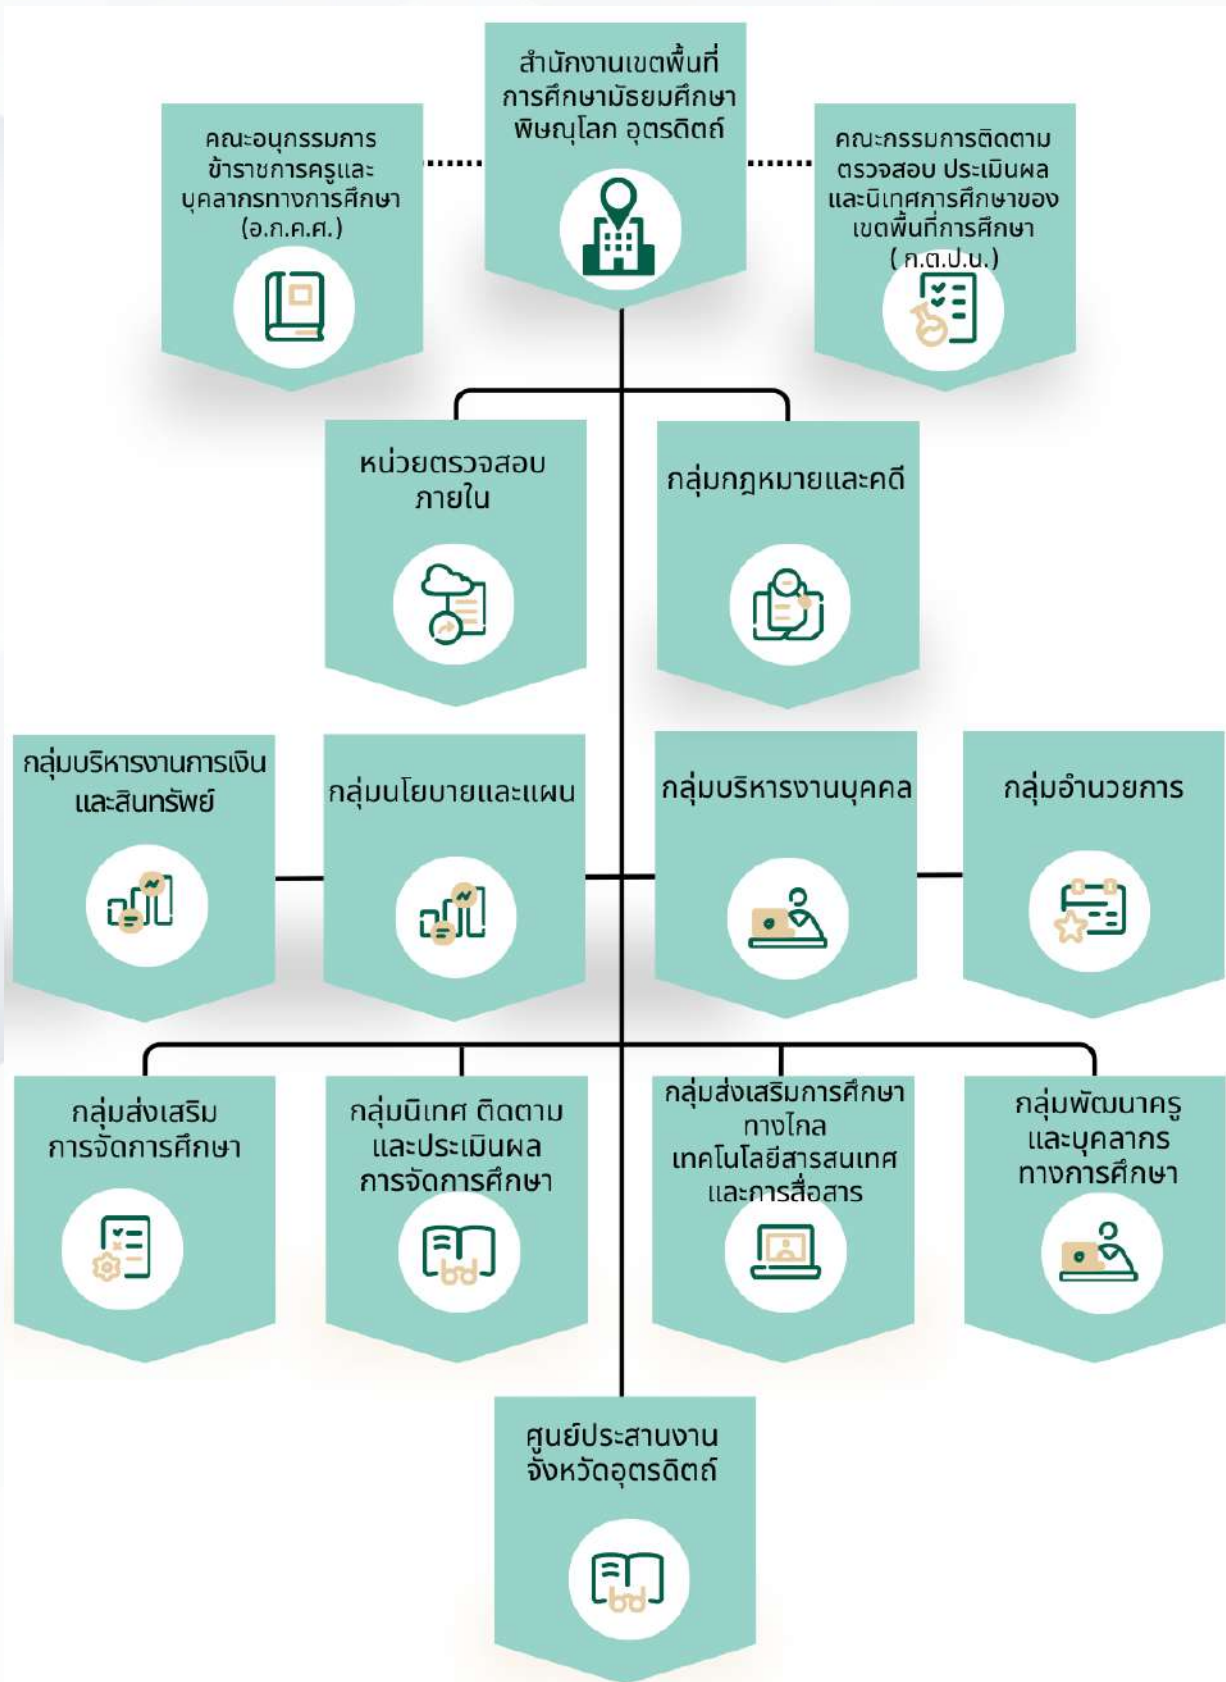 สำนักงานเขตพื้นที่
การศึกษามัธยมศึกษา
พิษณุโลก อุตรดิตถ์
คณะอนุกรรมการ
ข้าราชการครูและ
บุคลากรทางการศึกษา
(อ.ก.ค.ศ.)
คณะกรรมการติดตาม
ตรวจสอบ ประเมินผล
และนิเทศการศึกษาของ
เขตพื้นที่การศึกษา
( ก.ต.ป.น.)
หน่วยตรวจสอบ
ภายใน
กลุ่มกฎหมายและคดี
กลุ่มบริหารงานการเงิน
และสินทรัพย์
กลุ่มนโยบายและแผน
กลุ่มบริหารงานบุคคล
กลุ่มอำนวยการ
กลุ่มส่งเสริม
การจัดการศึกษา
กลุ่มนิเทศ ติดตาม
และประเมินผล
การจัดการศึกษา
กลุ่มส่งเสริมการศึกษา
ทางไกล
เทคโนโลยีสารสนเทศ
และการสื่อสาร
กลุ่มพัฒนาครู
และบุคลากร
ทางการศึกษา
ศูนย์ประสานงาน
จังหวัดอุตรดิตถ์